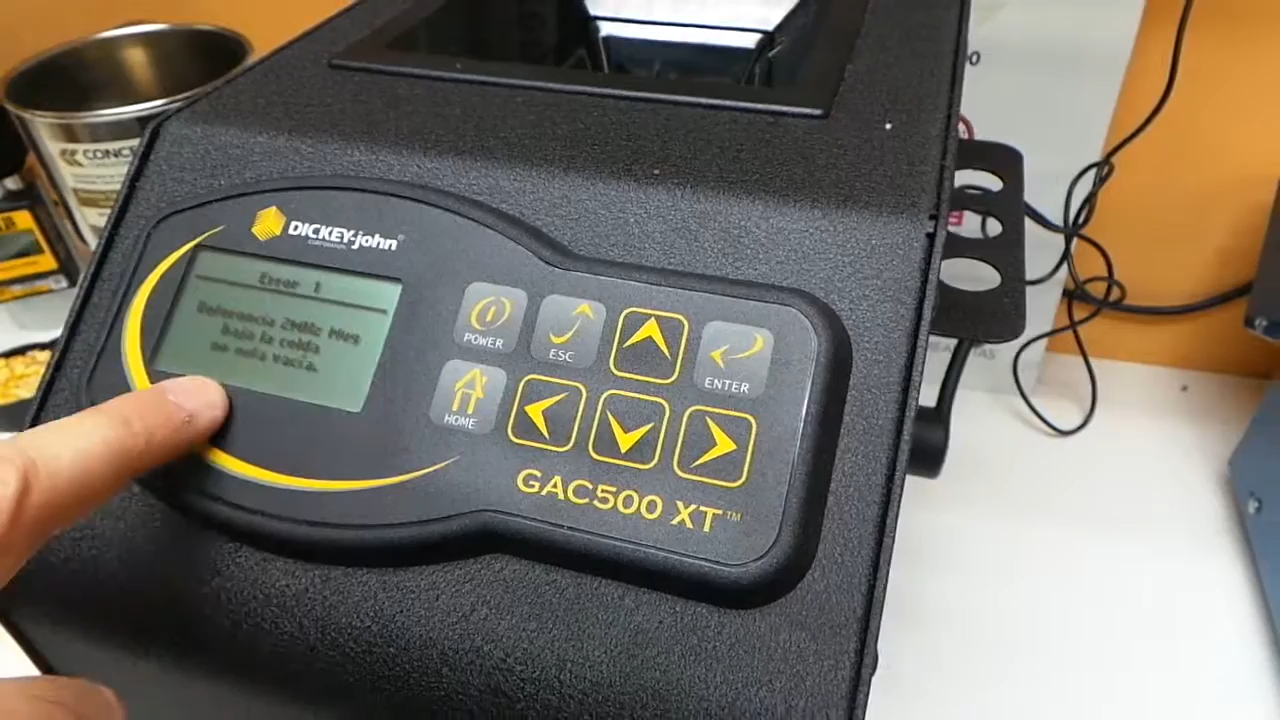 CONCE
DICKEY-john
CORPORATION
Error 1
Referencia 2MHz Mvs
baja la celda
no esta vacia.
POWER
ESC
ENTER
HOME
GAC500 XT™